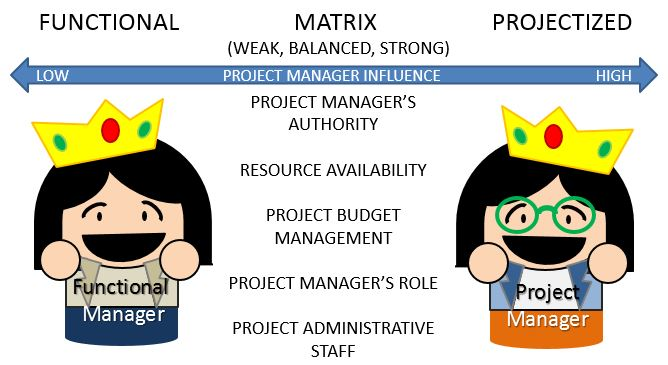 FUNCTIONAL
MATRIX
(WEAK, BALANCED, STRONG)
PROJECTIZED
LOW
PROJECT MANAGER INFLUENCE
HIGH
PROJECT MANAGER’S
AUTHORITY
RESOURCE AVAILABILITY
PROJECT BUDGET
MANAGEMENT
PROJECT MANAGER’S ROLE
PROJECT ADMINISTRATIVE
STAFF
Functional
Manager
Project
Manager